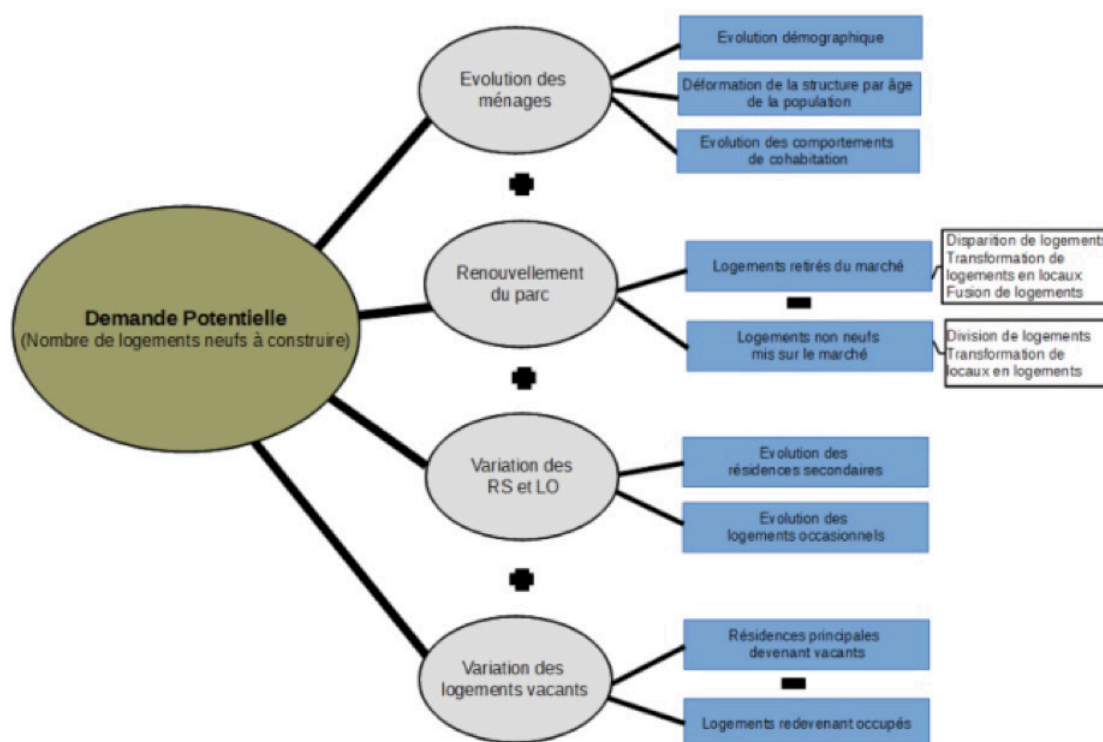 Demande Potentielle
(Nombre de logements neufs à construire)
Evolution des
ménages
Evolution démographique
Déformation de la structure par âge
de la population
Evolution des comportements
de cohabitation
Renouvellement
du parc
Logements retirés du marché
Disparition de logements
Transformation de
logements en locaux
Fusion de logements
Logements non neufs
mis sur le marché
Division de logements
Transformation de
locaux en logements
Variation des
RS et LO
Evolution des
résidences secondaires
Evolution des
logements occasionnels
Variation des
logements vacants
Résidences principales
devenant vacants
Logements redevenant occupés